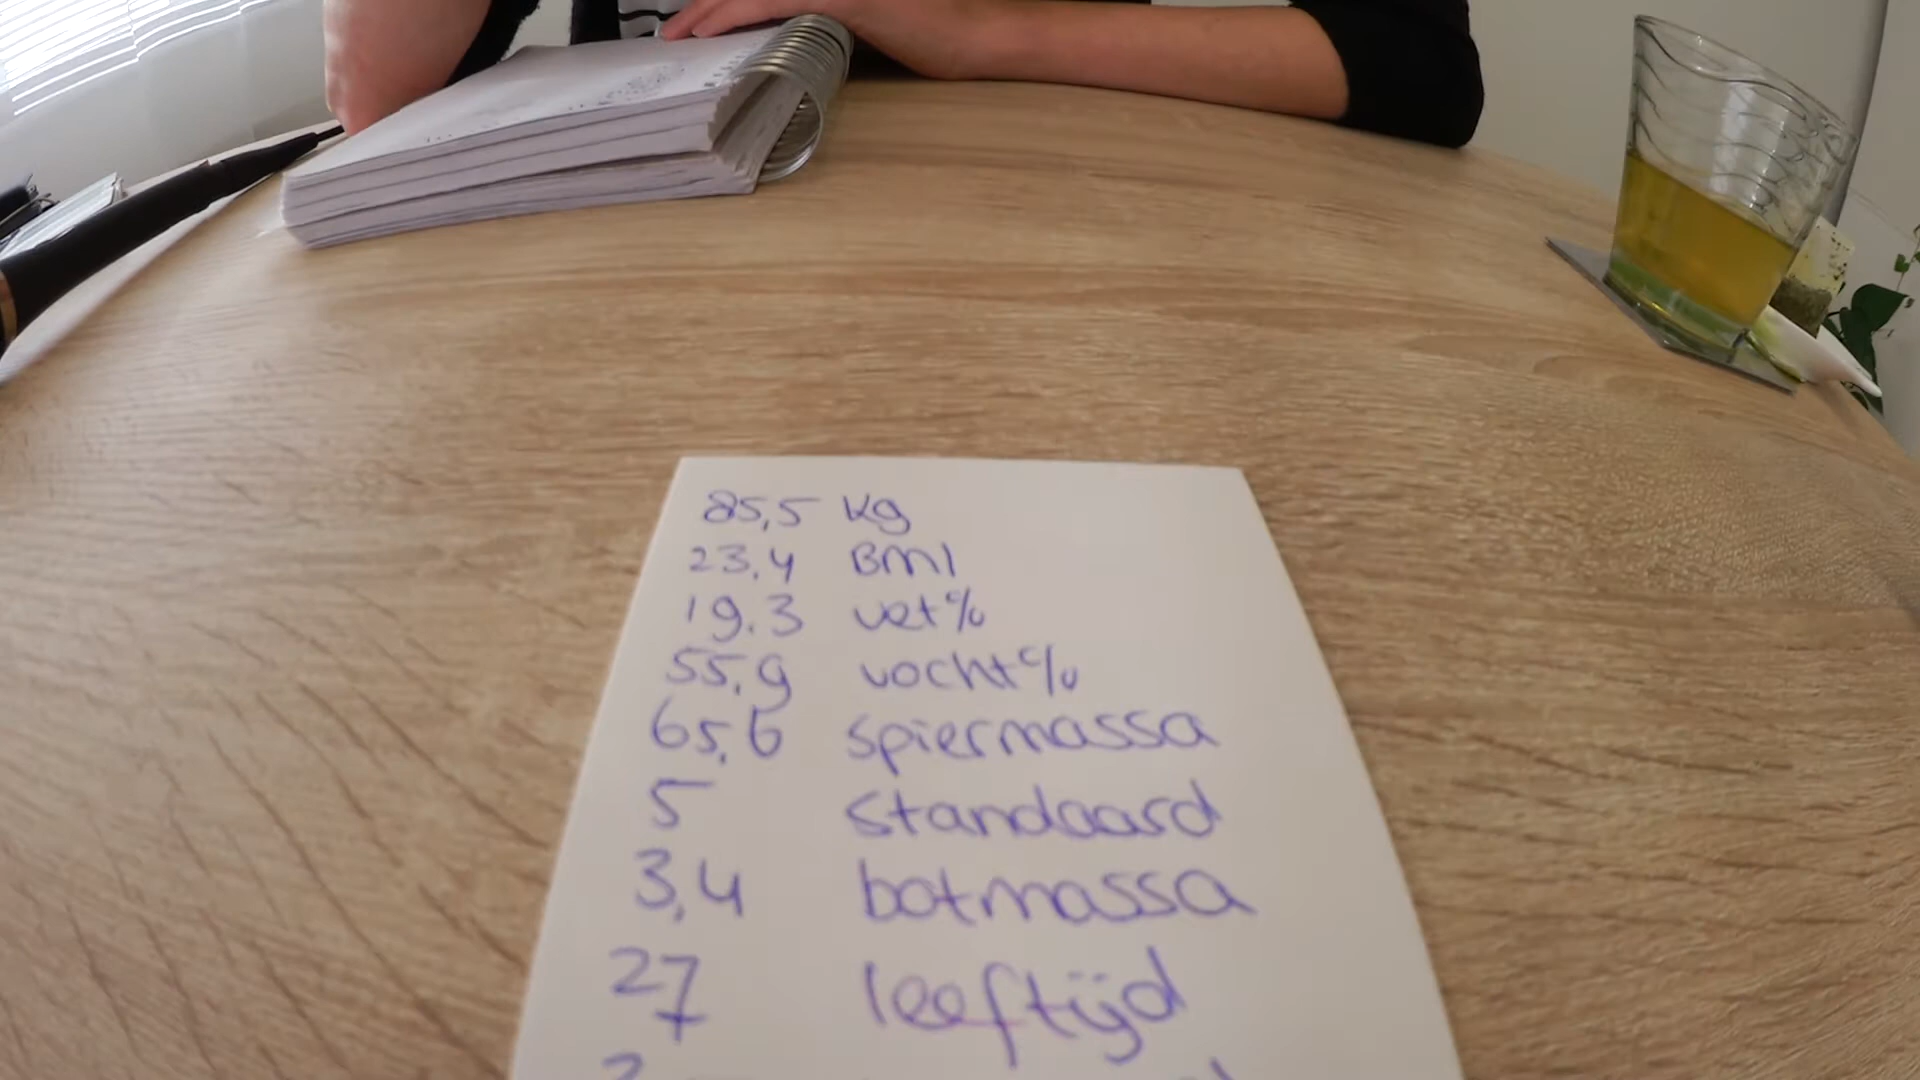 85,5 kg
23,4 BMI
19.3 vet%
55,9 vocht%
65,6 spiermassa
5 standaard
3,4 botmassa
27 leeftijd